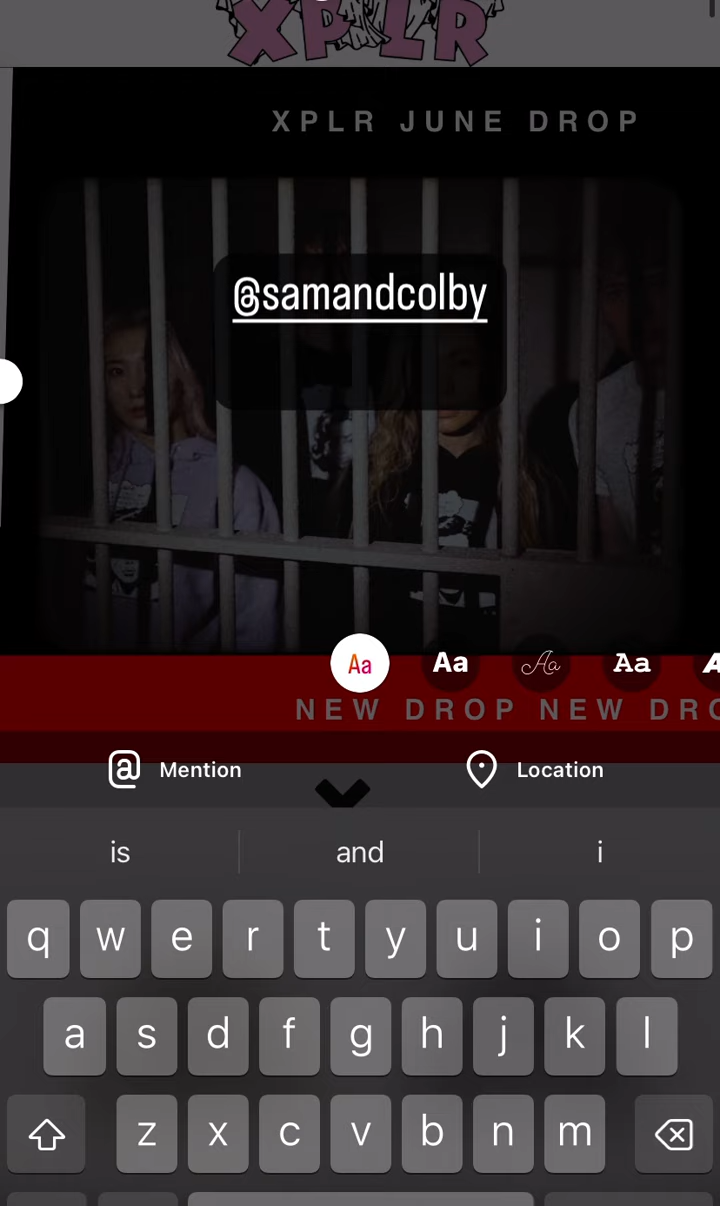 XPLR
XPLR JUNE DROP
@samandcolby
Aa Aa Aa Aa
NEW DROP NEW DRO
@ Mention Location
is and i
q w e r t y u i o p
a s d f g h j k l
z x c v b n m